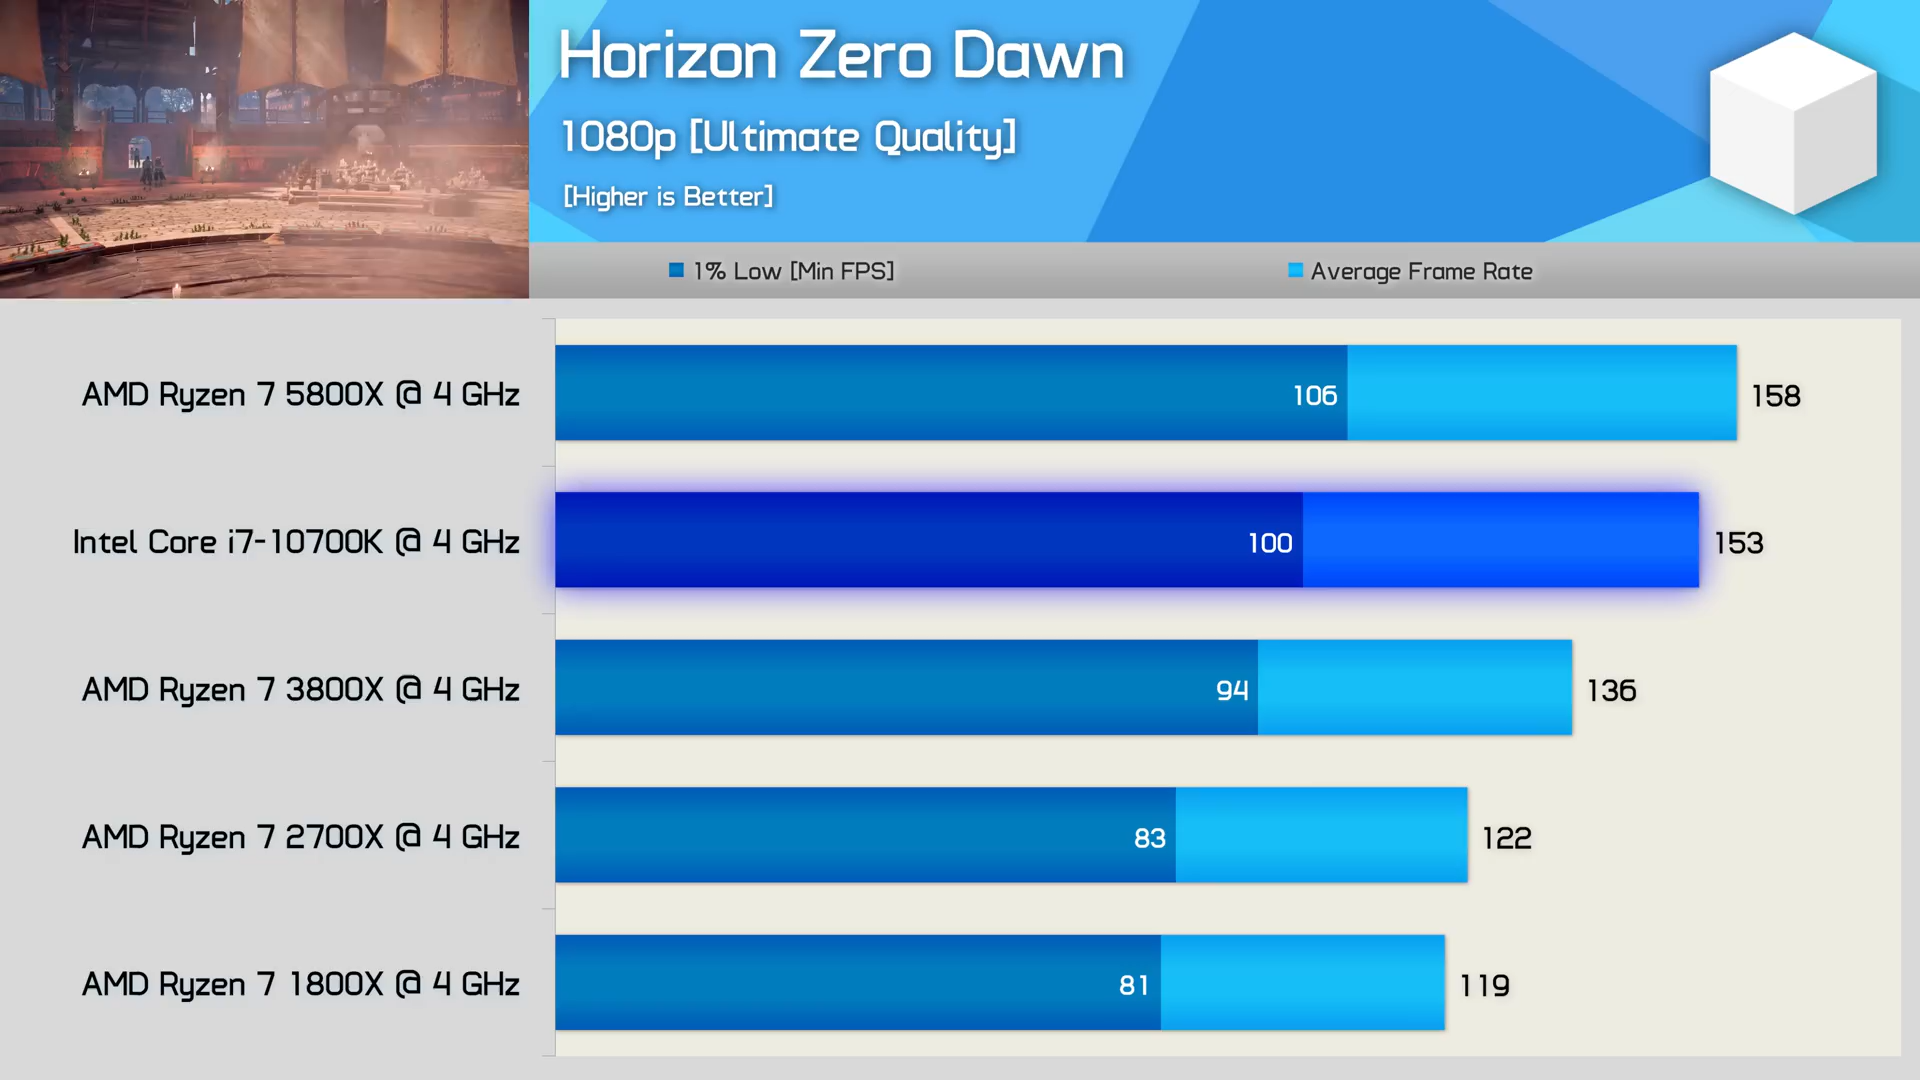 Horizon Zero Dawn
1080p [Ultimate Quality]
[Higher is Better]
1% Low [Min FPS]
Average Frame Rate
AMD Ryzen 7 5800X @ 4 GHz
106
158
Intel Core i7-10700K @ 4 GHz
100
153
AMD Ryzen 7 3800X @ 4 GHz
94
136
AMD Ryzen 7 2700X @ 4 GHz
83
122
AMD Ryzen 7 1800X @ 4 GHz
81
119